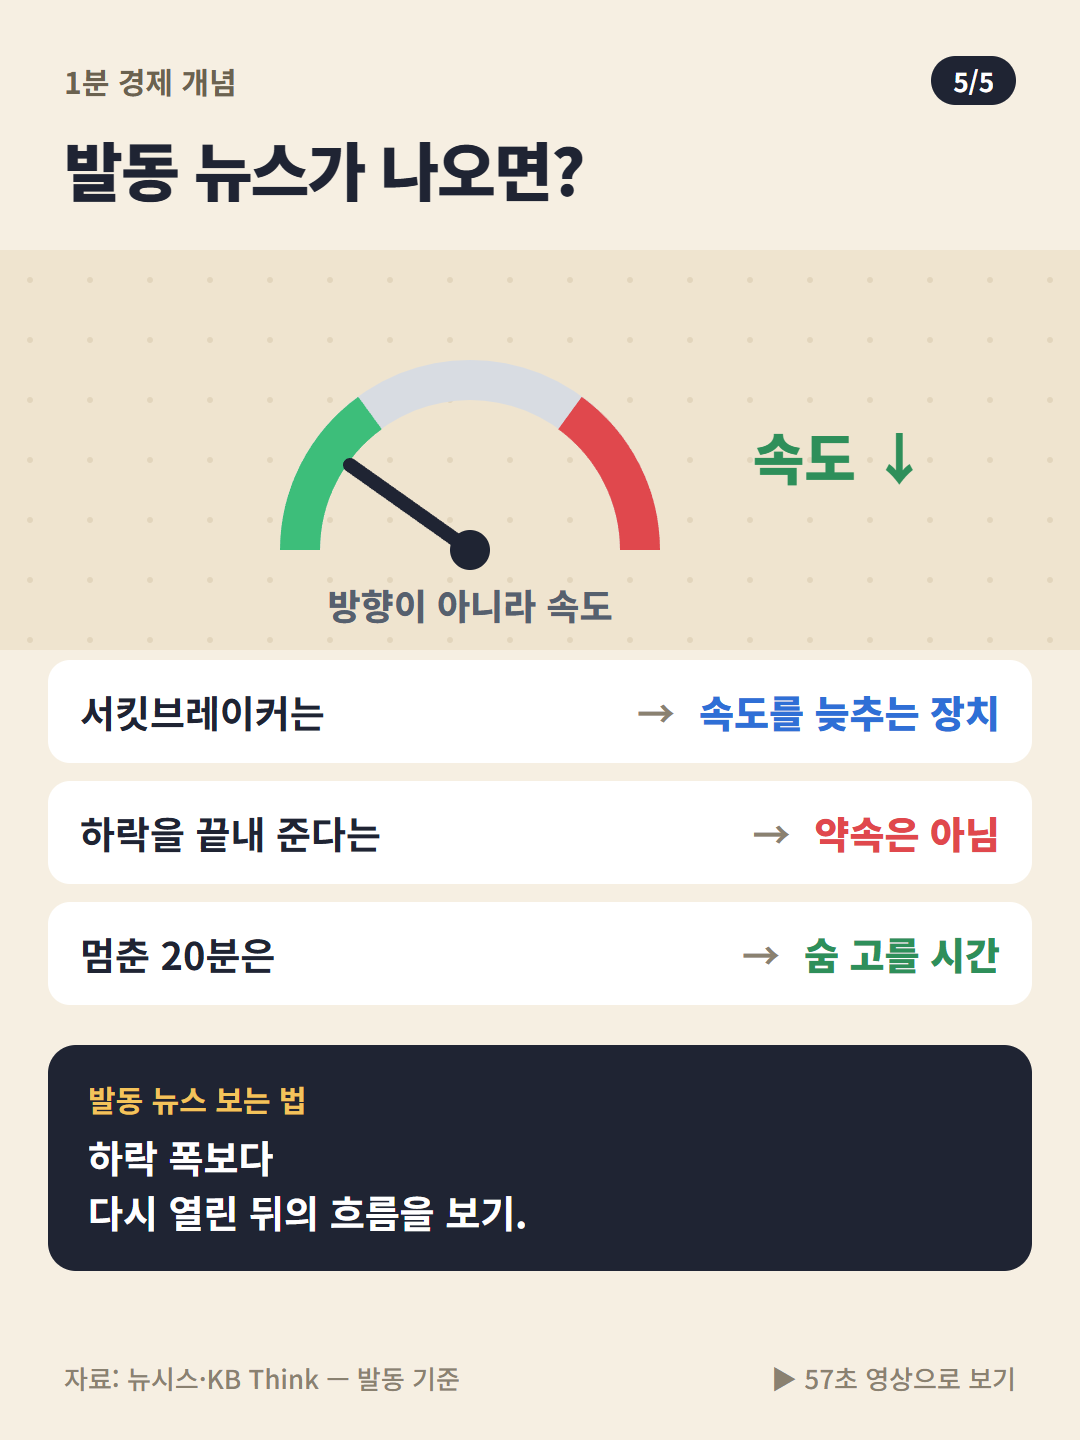 1분 경제 개념
5/5
발동 뉴스가 나오면?
속도 ↓
방향이 아니라 속도
서킷브레이커는 → 속도를 늦추는 장치
하락을 끝내 준다는 → 약속은 아님
멈춘 20분은 → 숨 고를 시간
발동 뉴스 보는 법
하락 폭보다
다시 열린 뒤의 흐름을 보기.
자료: 뉴시스·KB Think — 발동 기준
▶ 57초 영상으로 보기